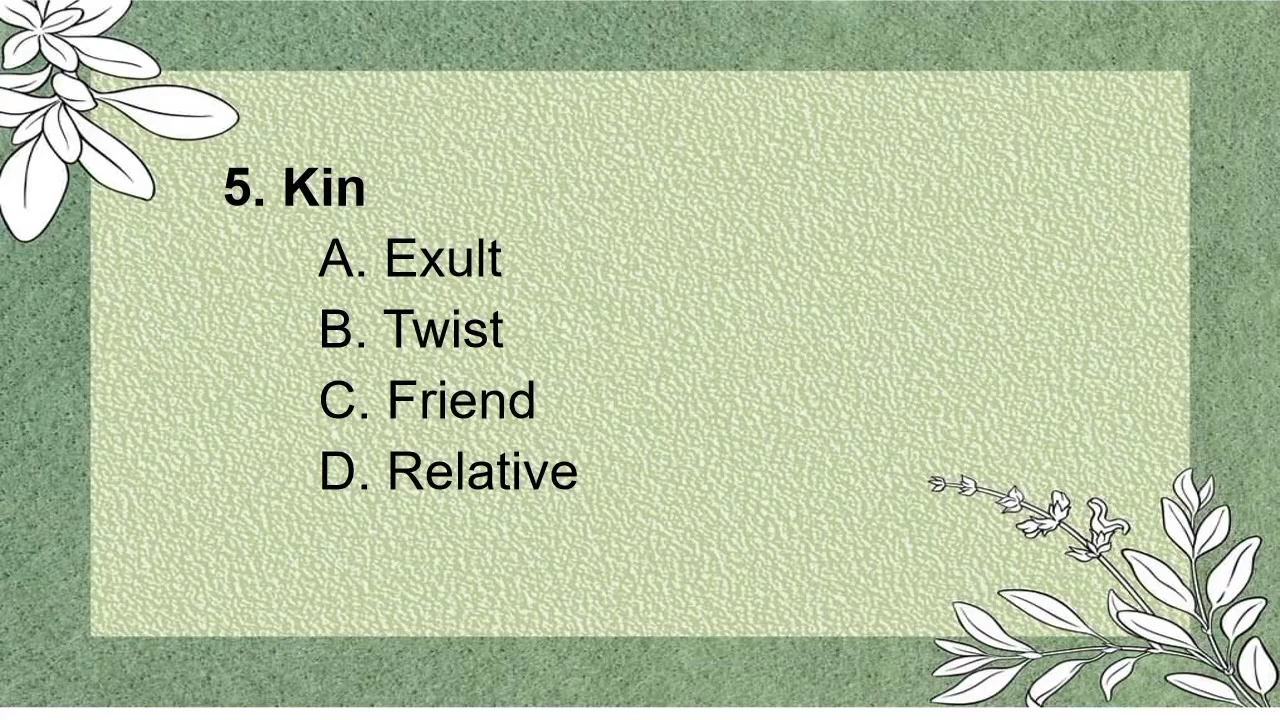 5. Kin
A. Exult
B. Twist
C. Friend
D. Relative